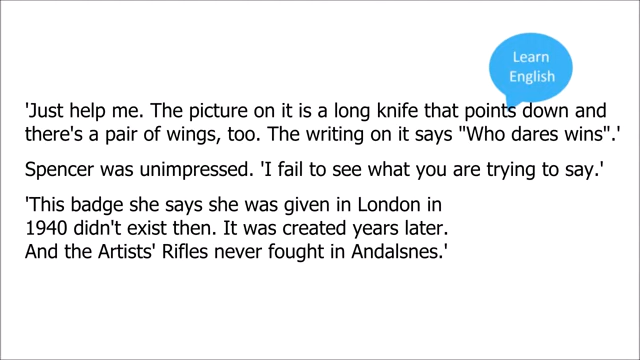 Learn
English
'Just help me. The picture on it is a long knife that points down and
there's a pair of wings, too. The writing on it says "Who dares wins".'
Spencer was unimpressed. 'I fail to see what you are trying to say.'
'This badge she says she was given in London in
1940 didn't exist then. It was created years later.
And the Artists' Rifles never fought in Andalsnes.'